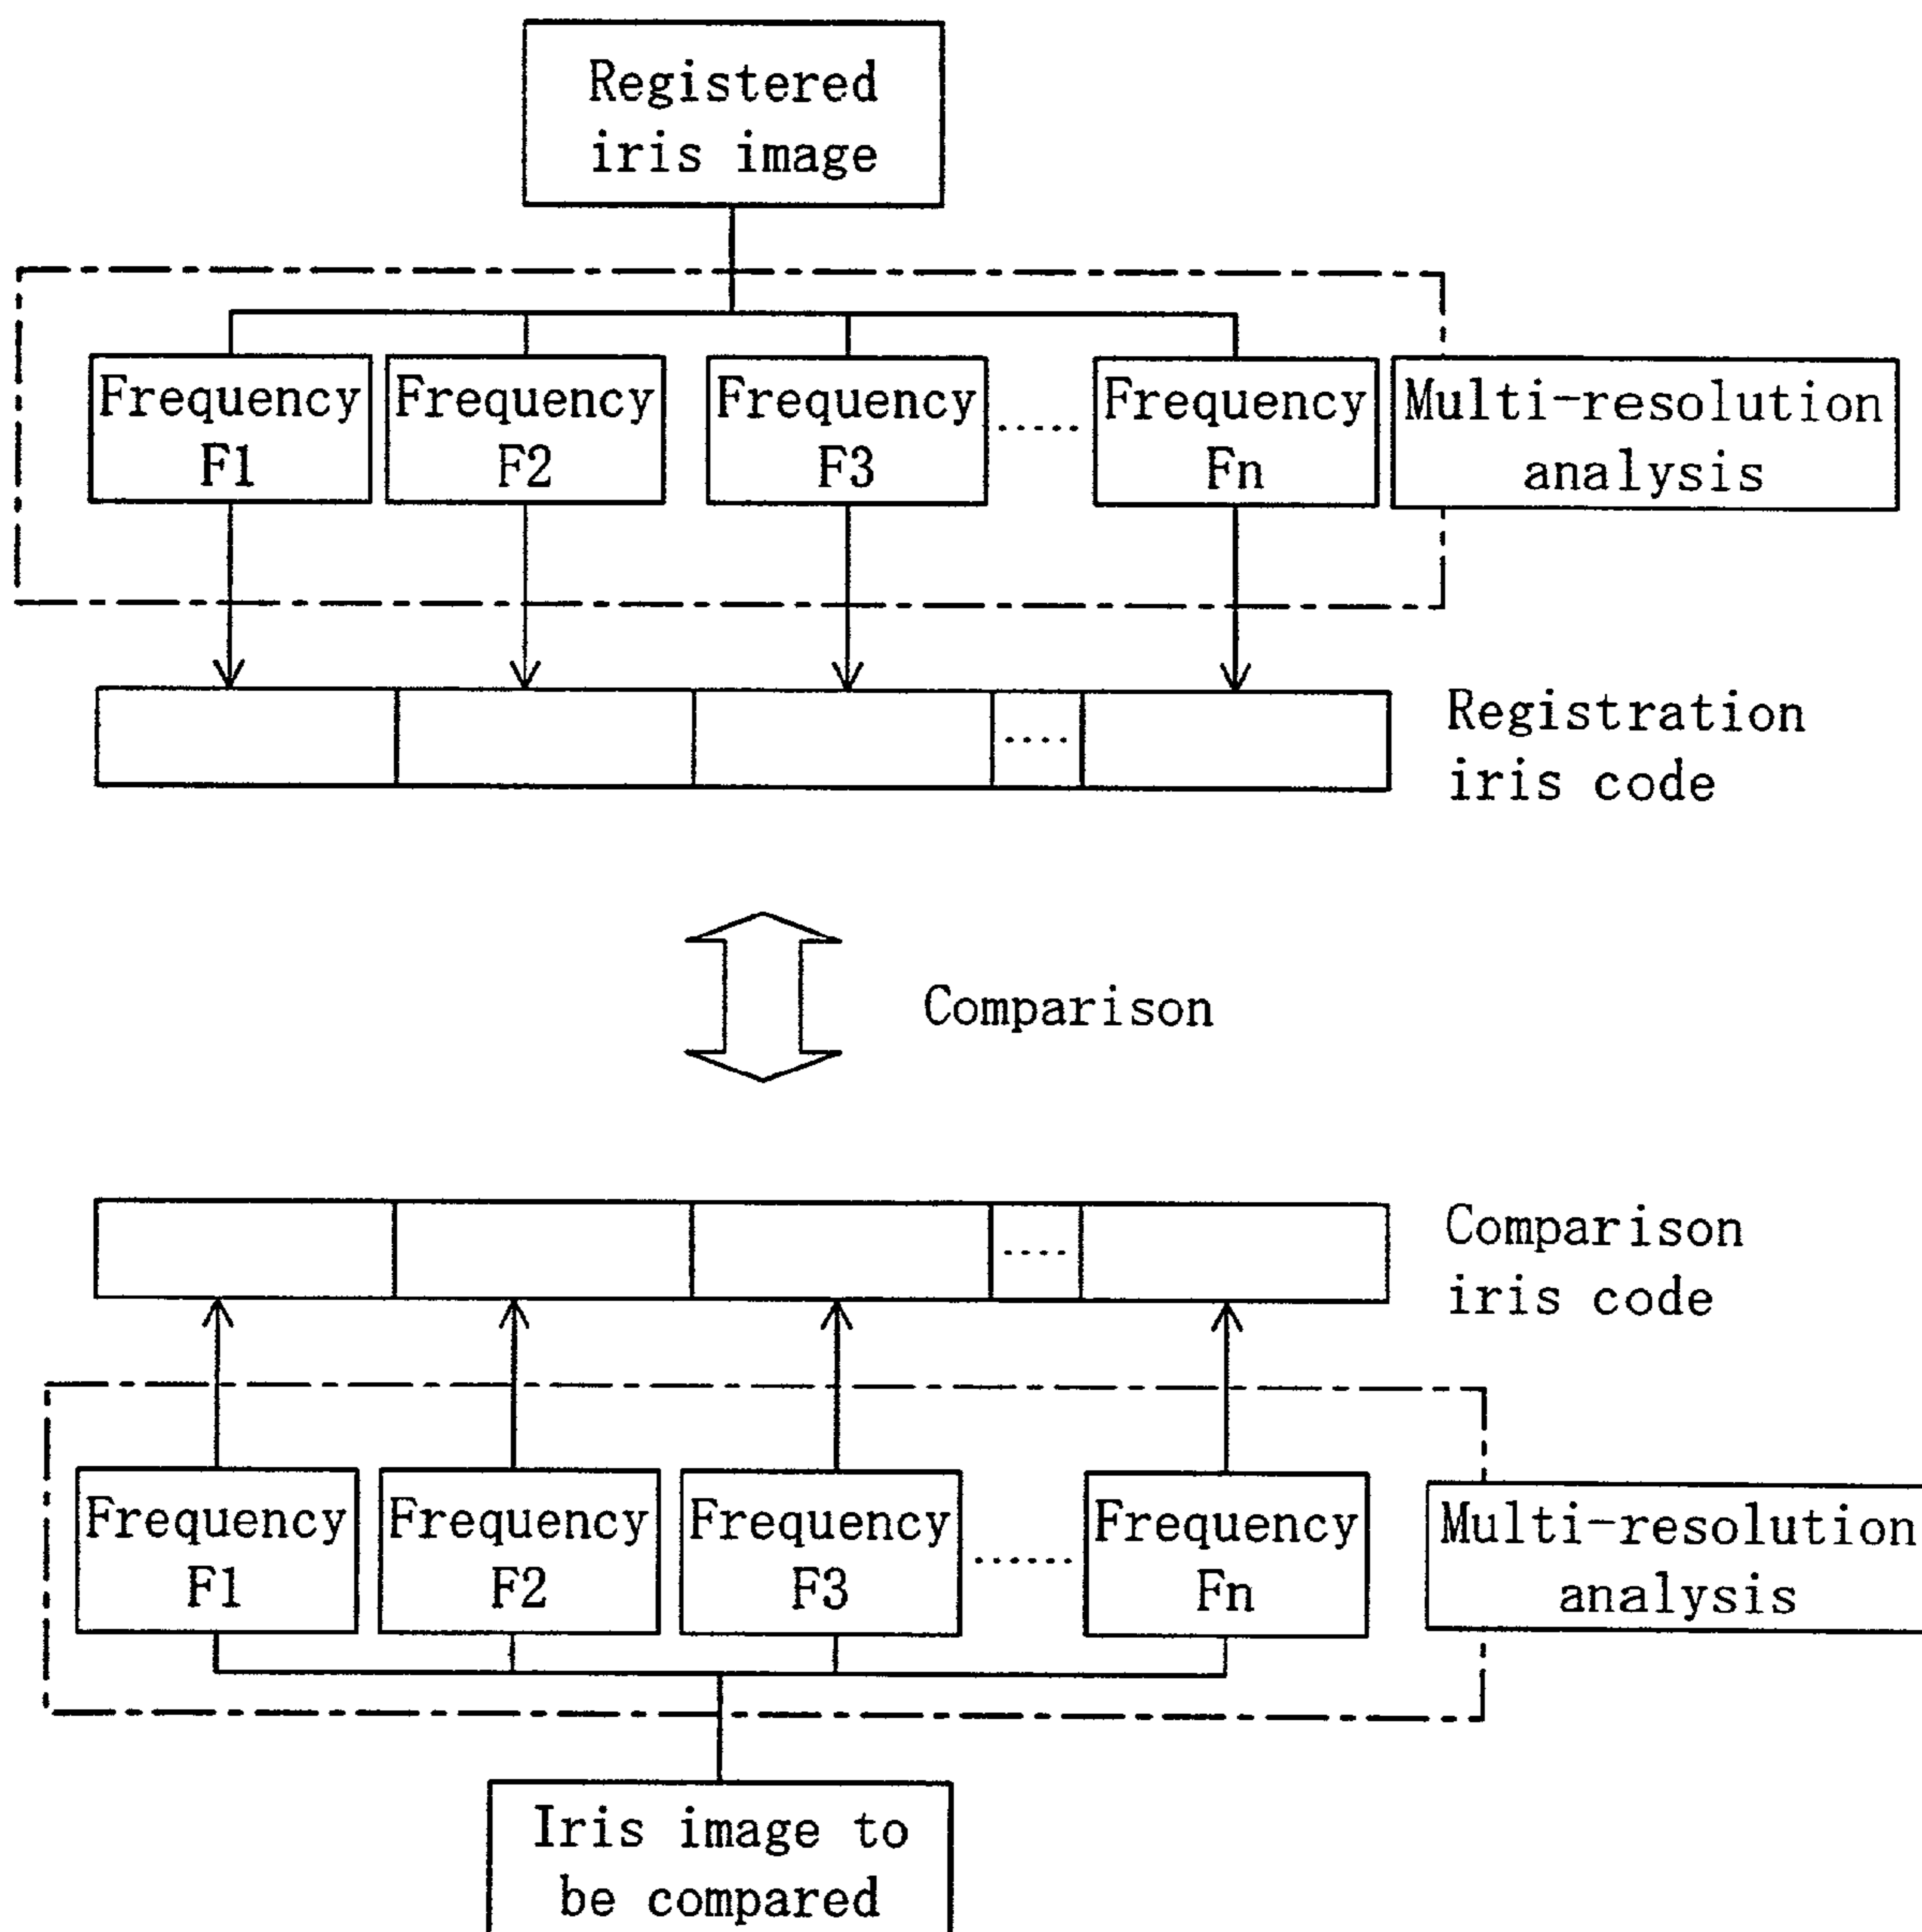 Registered
iris image
Frequency
F1
Frequency
F2
Frequency
F3
........
Frequency
Fn
Multi-resolution
analysis
....
Registration
iris code
Comparison
....
Comparison
iris code
Frequency
F1
Frequency
F2
Frequency
F3
.........
Frequency
Fn
Multi-resolution
analysis
Iris image to
be compared